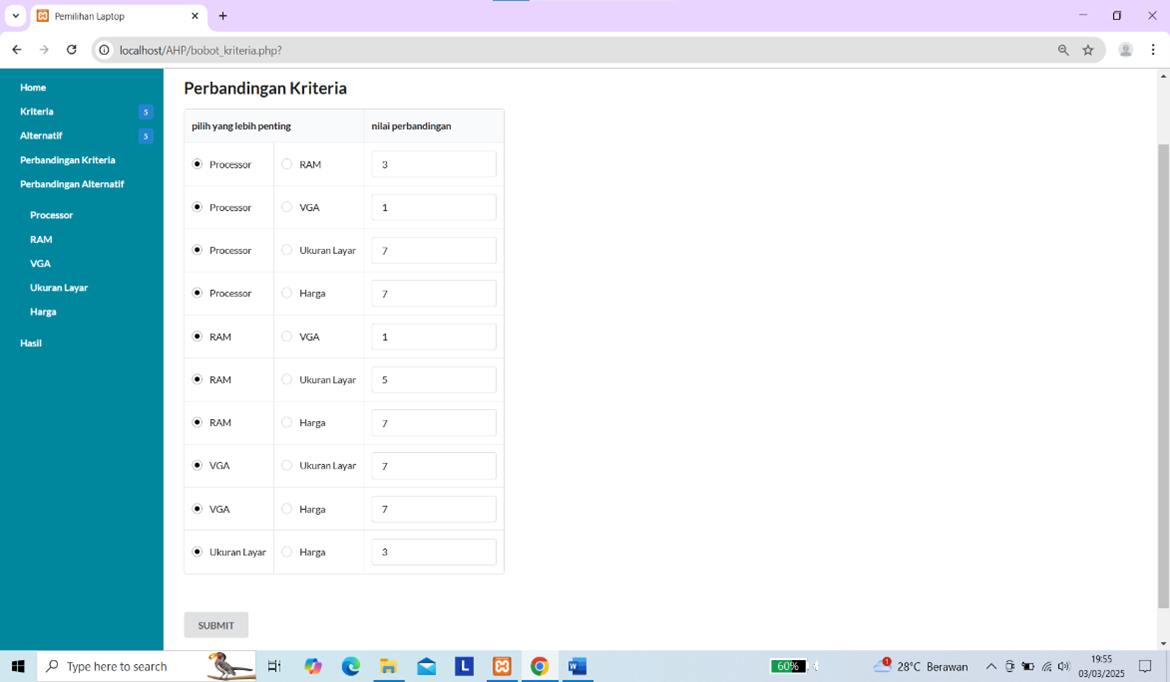 Pemilihan Laptop
localhost/AHP/bobot_kriteria.php?
Home
Kriteria 5
Alternatif 5
Perbandingan Kriteria
Perbandingan Alternatif
Processor
RAM
VGA
Ukuran Layar
Harga
Hasil
Perbandingan Kriteria
pilih yang lebih penting nilai perbandingan
Processor RAM 3
Processor VGA 1
Processor Ukuran Layar 7
Processor Harga 7
RAM VGA 1
RAM Ukuran Layar 5
RAM Harga 7
VGA Ukuran Layar 7
VGA Harga 7
Ukuran Layar Harga 3
SUBMIT
Type here to search
L
W
60%
1
28°C Berawan
19:55
03/03/2025